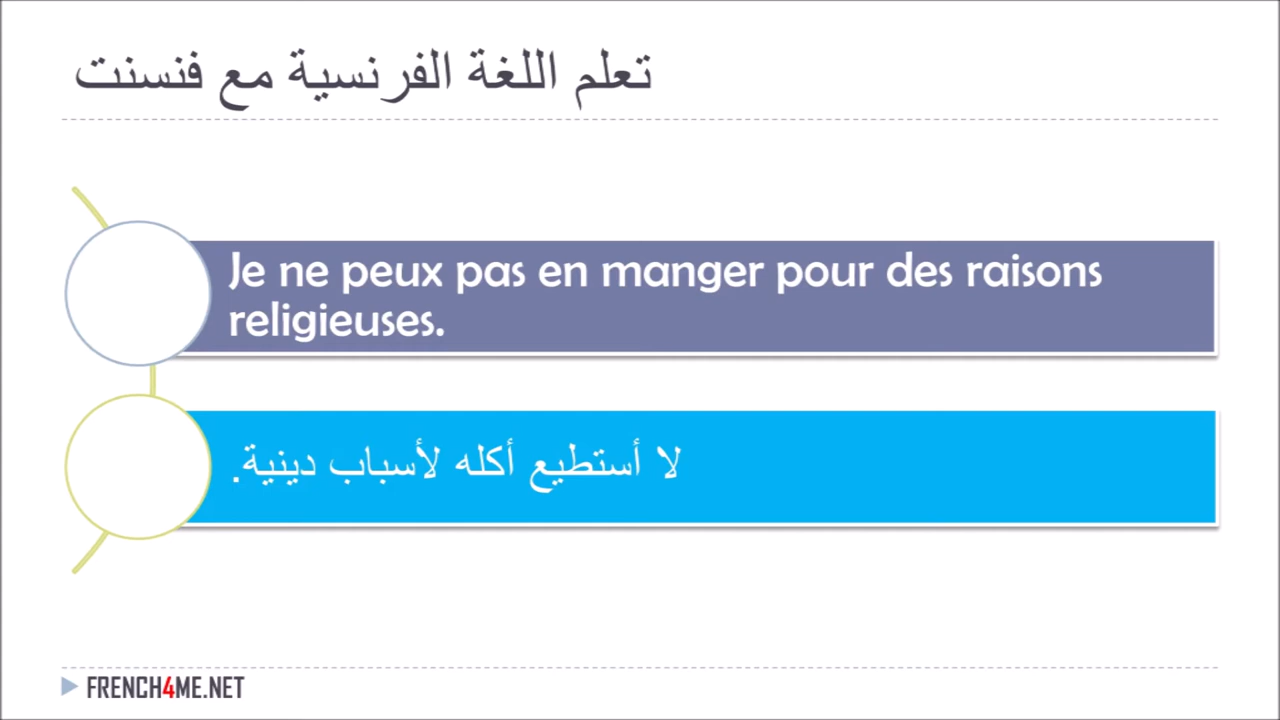 تعلم اللغة الفرنسية مع فنسنت
Je ne peux pas en manger pour des raisons
religieuses.
لا أستطيع أكله لأسباب دينية.
FRENCH4ME.NET